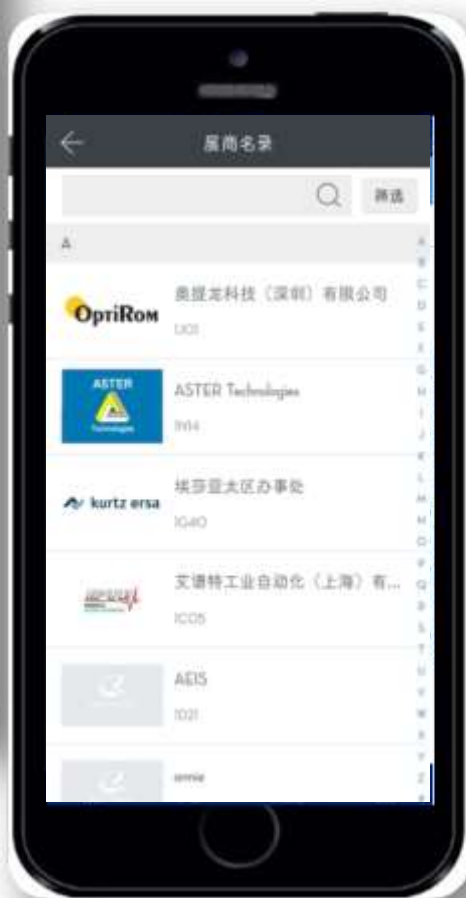 展商名录
筛选
A
OPTIROM
奥提龙科技（深圳）有限公司
1J01
ASTER
Technologies
ASTER Technologies
kurtz ersa
埃莎亚太区办事处
1G40
艾谱特工业自动化（上海）有...
1C05
AEIS
1D21
A
B
C
D
E
F
G
H
I
J
K
L
M
N
O
P
Q
R
S
T
U
V
W
X
Y
Z
#